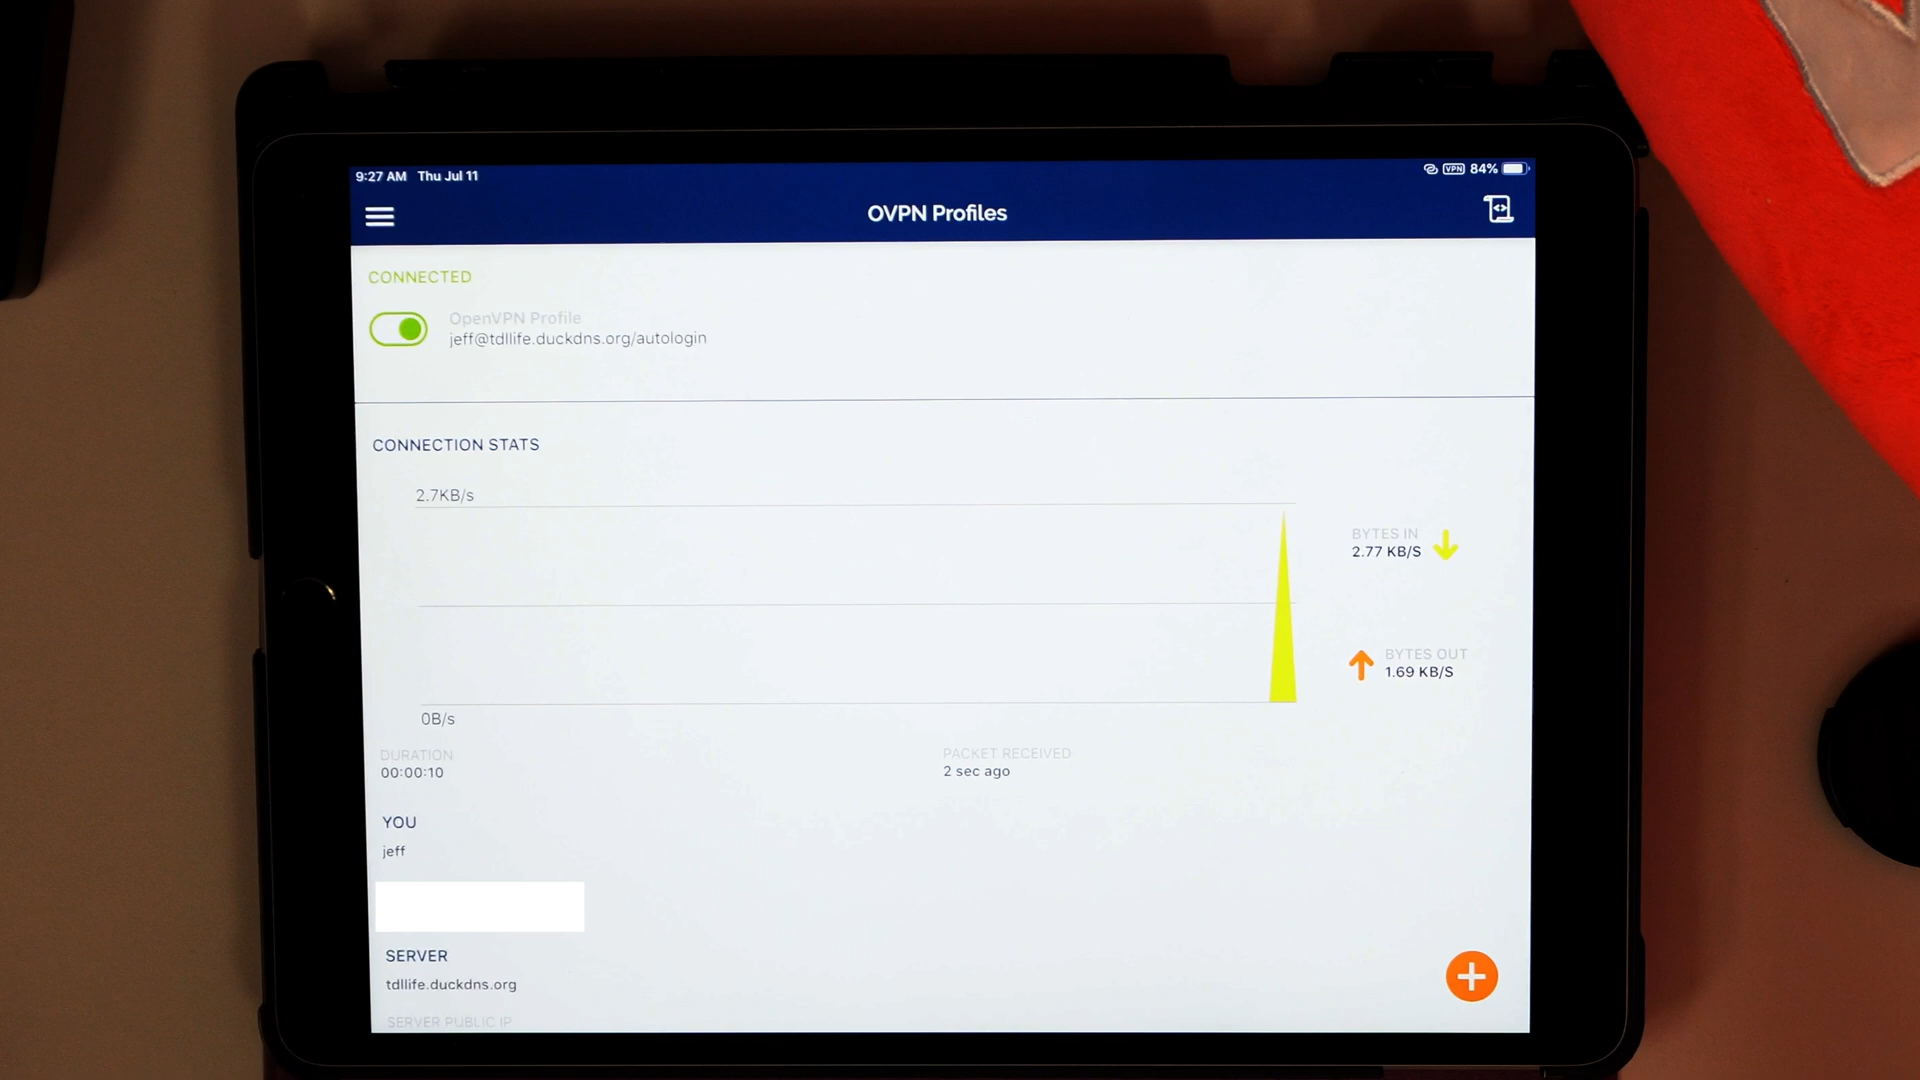 9:27 AM Thu Jul 11
VPN 84%
OVPN Profiles
CONNECTED
OpenVPN Profile
jeff@tdllife.duckdns.org/autologin
CONNECTION STATS
2.7KB/s
BYTES IN
2.77 KB/S
BYTES OUT
1.69 KB/S
0B/s
DURATION
00:00:10
PACKET RECEIVED
2 sec ago
YOU
jeff
SERVER
tdllife.duckdns.org
SERVER PUBLIC IP